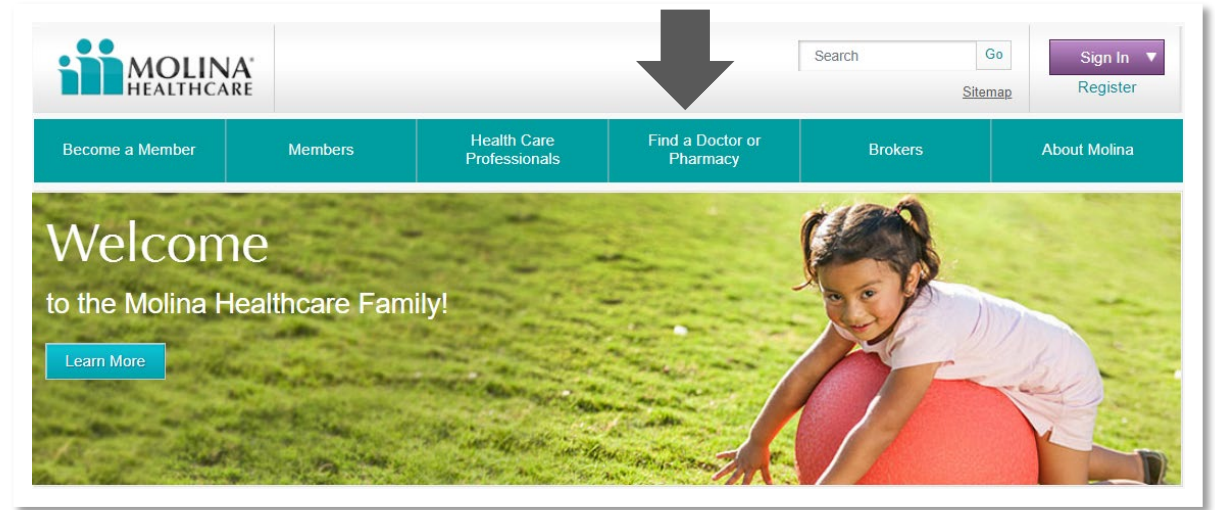 MOLINA®
HEALTHCARE
Search
Go
Sign In ▼
Sitemap
Register
Become a Member
Members
Health Care
Professionals
Find a Doctor or
Pharmacy
Brokers
About Molina
Welcome
to the Molina Healthcare Family!
Learn More